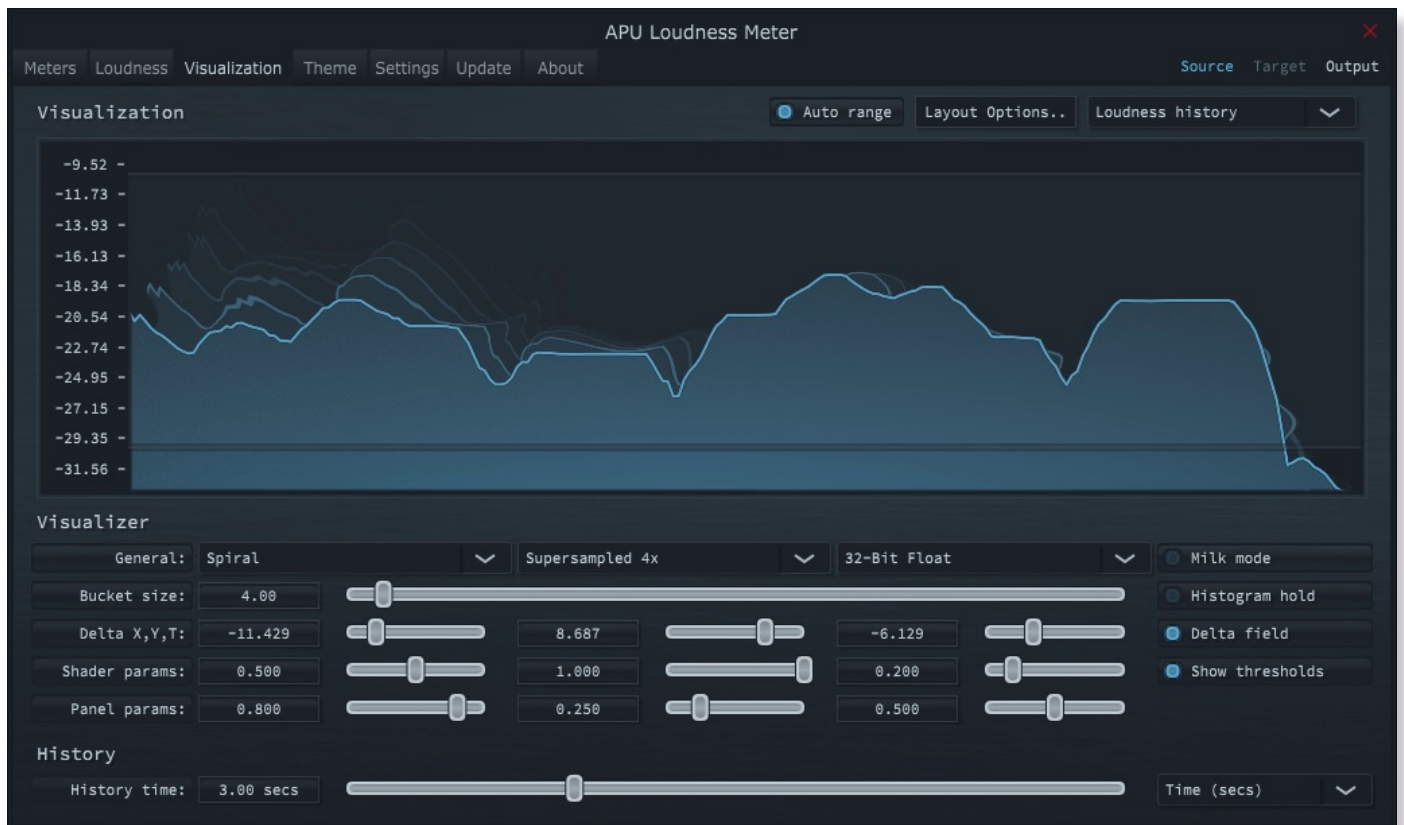 APU Loudness Meter
Meters Loudness Visualization Theme Settings Update About Source Target Output
Visualization Auto range Layout Options.. Loudness history
-9.52 -
-11.73 -
-13.93 -
-16.13 -
-18.34 -
-20.54 -
-22.74 -
-24.95 -
-27.15 -
-29.35 -
-31.56 -
Visualizer
General: Spiral Supersampled 4x 32-Bit Float Milk mode
Bucket size: 4.00 Histogram hold
Delta X,Y,T: -11.429 8.687 -6.129 Delta field
Shader params: 0.500 1.000 0.200 Show thresholds
Panel params: 0.800 0.250 0.500
History
History time: 3.00 secs Time (secs)